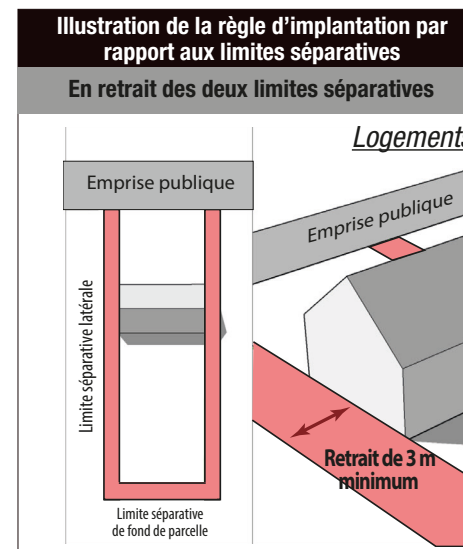 Illustration de la règle d'implantation par
rapport aux limites séparatives
En retrait des deux limites séparatives
Logements
Emprise publique
Limite séparative latérale
Limite séparative
de fond de parcelle
Emprise publique
Retrait de 3 m
minimum